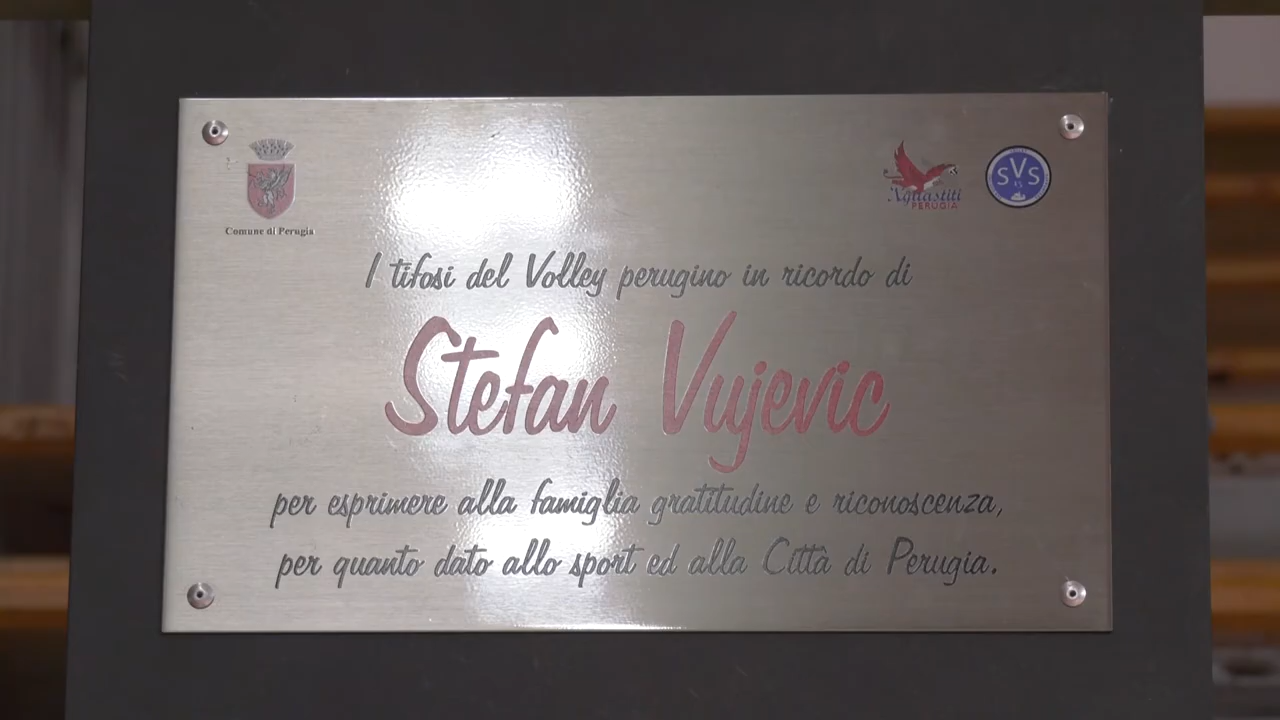 Comune di Perugia
PERUGIA
SVS
I tifosi del Volley perugino in ricordo di
Stefan Vujevic
per esprimere alla famiglia gratitudine e riconoscenza,
per quanto dato allo sport ed alla Città di Perugia.